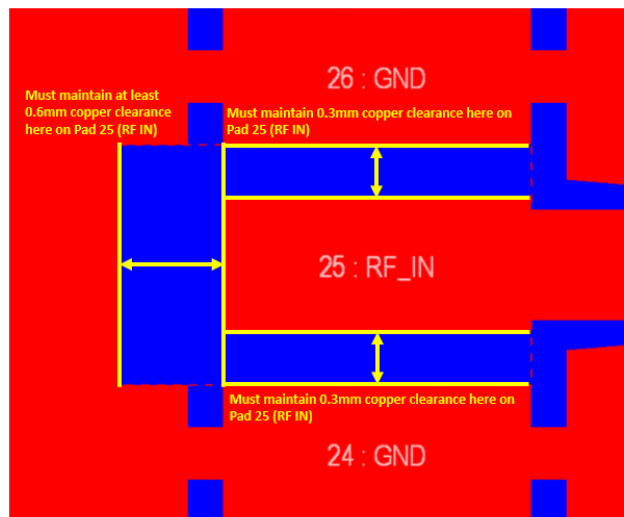 26 : GND
Must maintain at least
0.6mm copper clearance
here on Pad 25 (RF IN)
Must maintain 0.3mm copper clearance here on
Pad 25 (RF IN)
25 : RF_IN
Must maintain 0.3mm copper clearance here on
Pad 25 (RF IN)
24 : GND